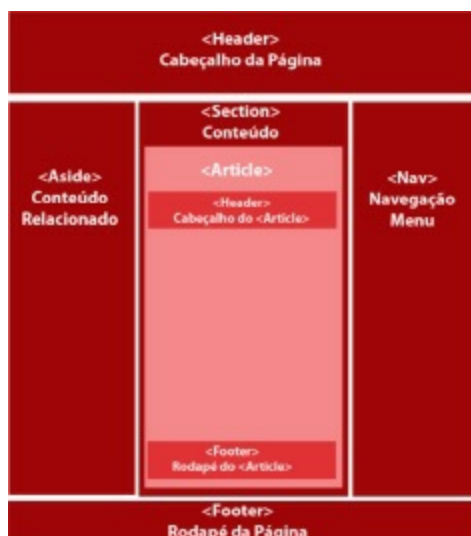 <Header>
Cabeçalho da Página
<Aside>
Conteúdo
Relacionado
<Section>
Conteúdo
<Article>
<Header>
Cabeçalho do <Article>
<Footer>
Rodapé do <Article>
<Nav>
Navegação
Menu
<Footer>
Rodapé da Página